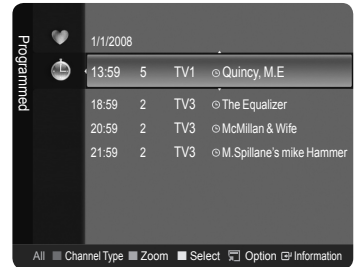 Programmed
1/1/2008
13:59 5 TV1 Quincy, M.E
18:59 2 TV3 The Equalizer
20:59 2 TV3 McMillan & Wife
21:59 2 TV3 M.Spillane's mike Hammer
All Channel Type Zoom Select Option Information